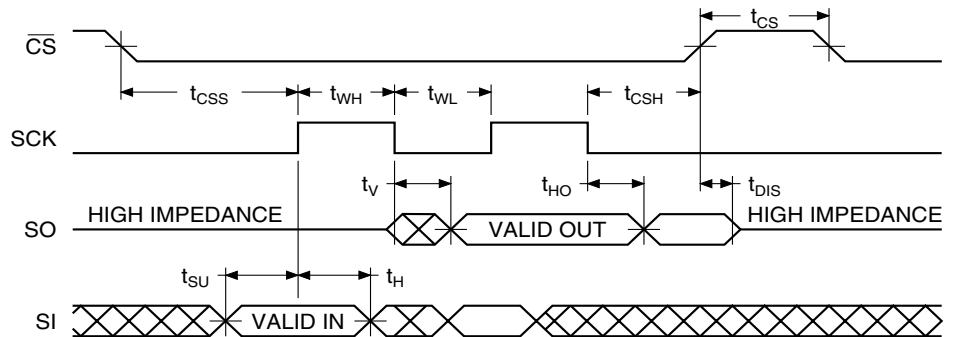 t_CS
C̅S̅
t_CSS t_WH t_WL t_CSH
SCK
t_V t_HO t_DIS
HIGH IMPEDANCE VALID OUT HIGH IMPEDANCE
SO
t_SU t_H
SI VALID IN